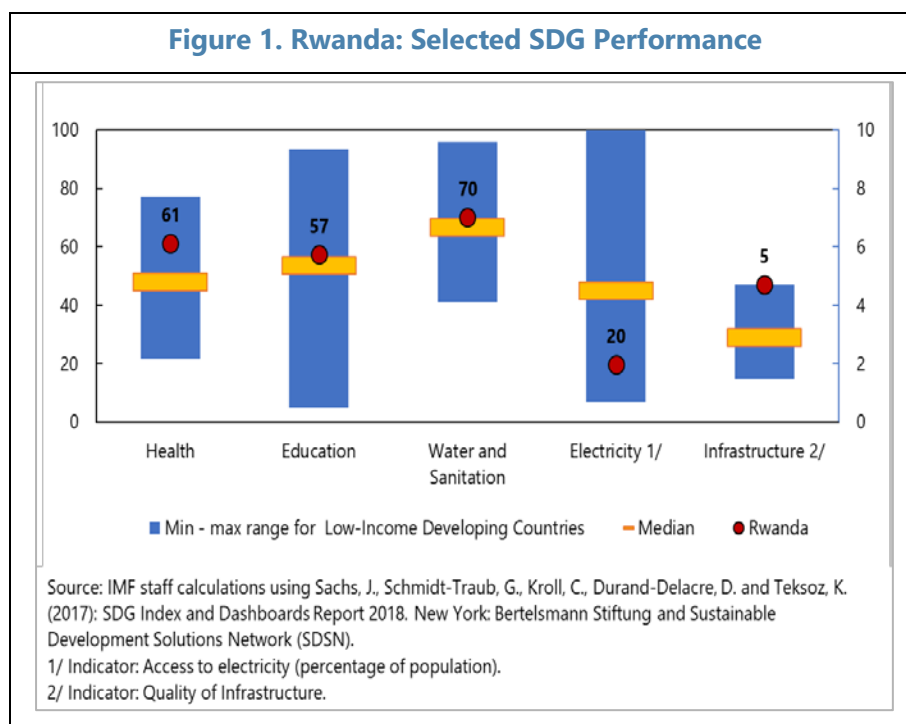 Figure 1. Rwanda: Selected SDG Performance
100
80
60
40
20
0
10
8
6
4
2
0
61
57
70
20
5
Health
Education
Water and
Sanitation
Electricity 1/
Infrastructure 2/
Min - max range for Low-Income Developing Countries
Median
Rwanda
Source: IMF staff calculations using Sachs, J., Schmidt-Traub, G., Kroll, C., Durand-Delacre, D. and Teksoz, K.
(2017): SDG Index and Dashboards Report 2018. New York: Bertelsmann Stiftung and Sustainable
Development Solutions Network (SDSN).
1/ Indicator: Access to electricity (percentage of population).
2/ Indicator: Quality of Infrastructure.